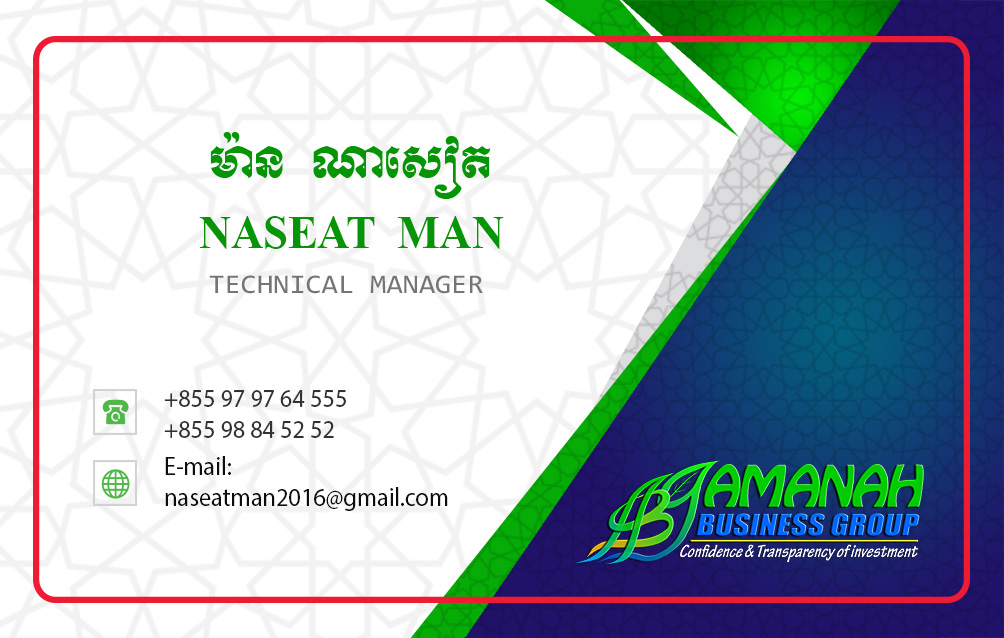 ម៉ាន ណាសៀត
NASEAT MAN
TECHNICAL MANAGER
+855 97 97 64 555
+855 98 84 52 52
E-mail:
naseatman2016@gmail.com
AMANAH
BUSINESS GROUP
Confidence & Transparency of investment